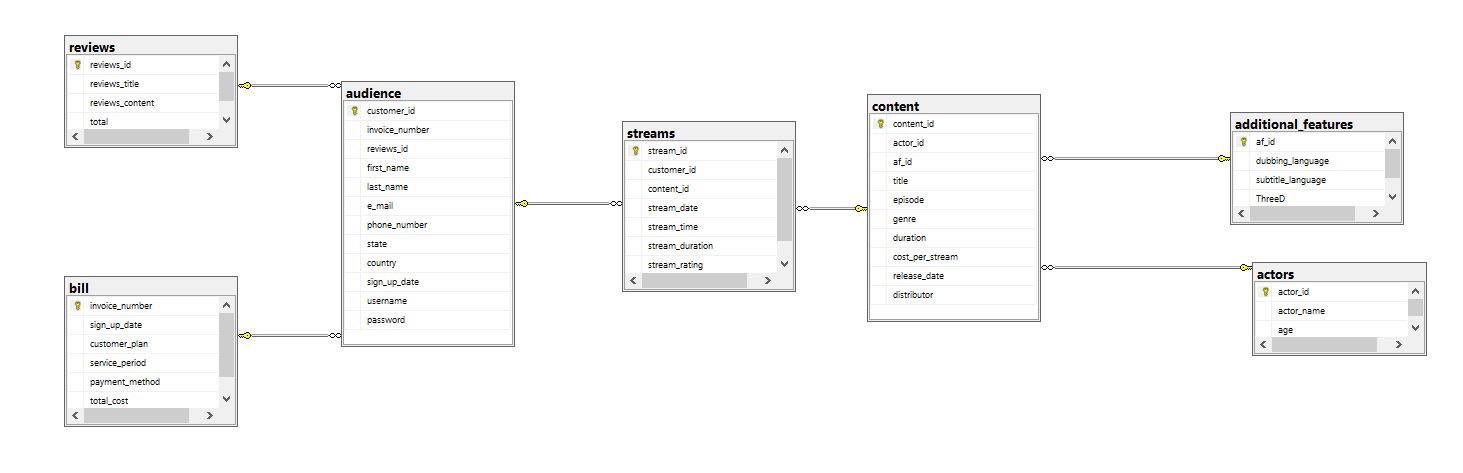 reviews
reviews_id
reviews_title
reviews_content
total
audience
customer_id
invoice_number
reviews_id
first_name
last_name
e_mail
phone_number
state
country
sign_up_date
username
password
bill
invoice_number
sign_up_date
customer_plan
service_period
payment_method
total_cost
streams
stream_id
customer_id
content_id
stream_date
stream_time
stream_duration
stream_rating
content
content_id
actor_id
af_id
title
episode
genre
duration
cost_per_stream
release_date
distributor
additional_features
af_id
dubbing_language
subtitle_language
ThreeD
actors
actor_id
actor_name
age